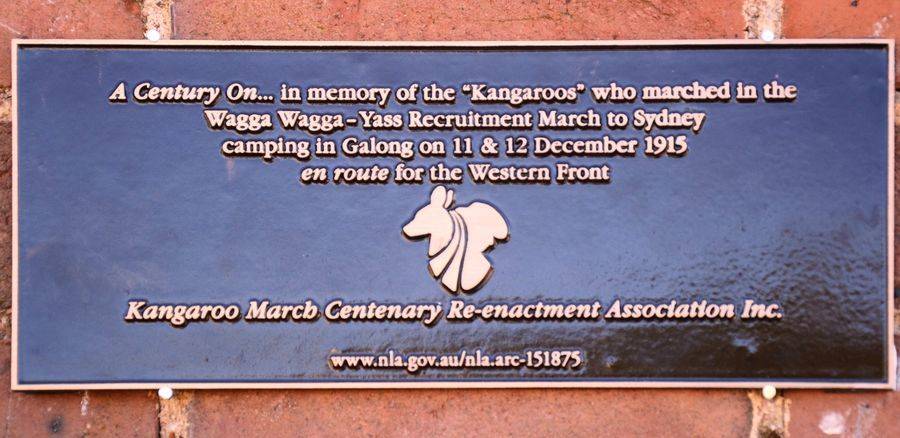 A Century On... in memory of the "Kangaroos" who marched in the
Wagga Wagga - Yass Recruitment March to Sydney
camping in Galong on 11 & 12 December 1915
en route for the Western Front
Kangaroo March Centenary Re-enactment Association Inc.
www.nla.gov.au/nla.arc-151875